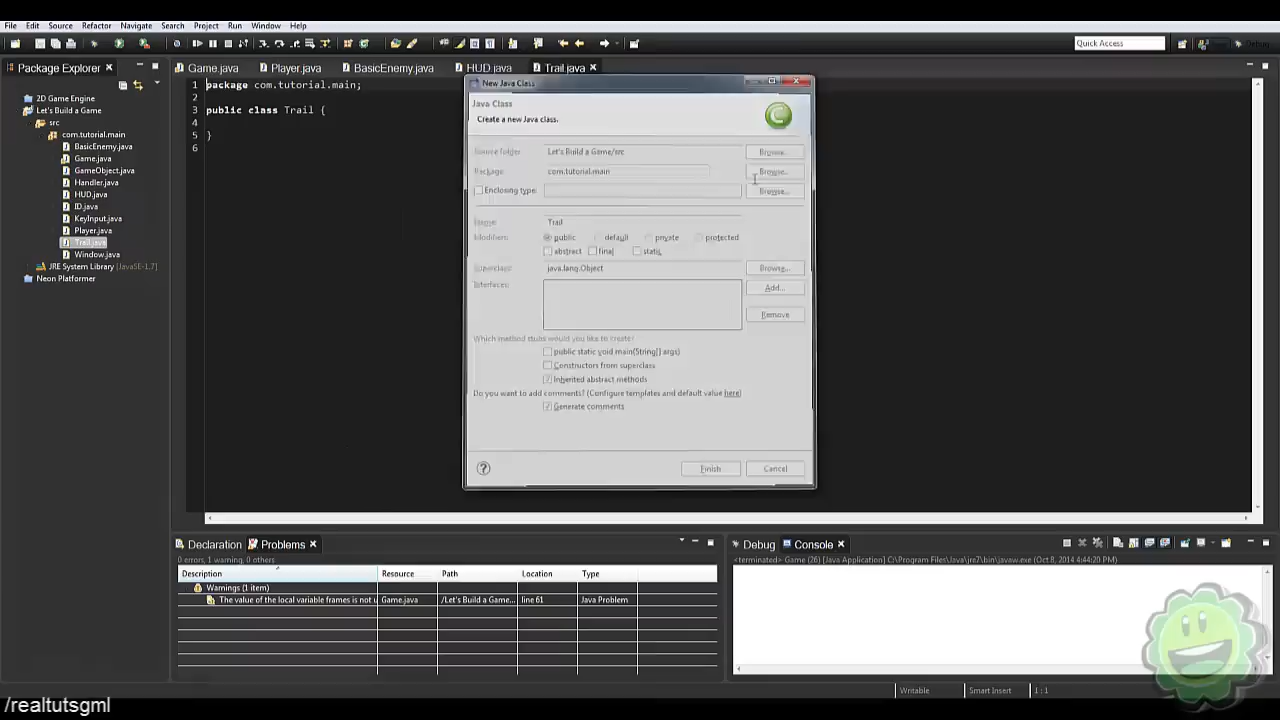 File Edit Source Refactor Navigate Search Project Run Window Help
Quick Access
Debug
Package Explorer
Game.java Player.java BasicEnemy.java HUD.java Trail.java
2D Game Engine
Let's Build a Game
src
com.tutorial.main
BasicEnemy.java
Game.java
GameObject.java
Handler.java
HUD.java
ID.java
KeyInput.java
Player.java
Trail.java
Window.java
JRE System Library [JavaSE-1.7]
Neon Platformer
1 package com.tutorial.main;
2
3 public class Trail {
4
5 }
6
New Java Class
Java Class
Create a new Java class.
C
Source folder: Let's Build a Game/src Browse...
Package: com.tutorial.main Browse...
Enclosing type: Browse...
Name: Trail
Modifiers: public default private protected
abstract final static
Superclass: java.lang.Object Browse...
Interfaces: Add...
Remove
Which method stubs would you like to create?
public static void main(String[] args)
Constructors from superclass
Inherited abstract methods
Do you want to add comments? (Configure templates and default value here)
Generate comments
? Finish Cancel
Declaration Problems
0 errors, 1 warning, 0 others
Description Resource Path Location Type
Warnings (1 item)
The value of the local variable frames is not u Game.java /Let's Build a Game... line 61 Java Problem
Debug Console
<terminated> Game (26) [Java Application] C:\Program Files\Java\jre7\bin\javaw.exe (Oct 8, 2014 4:44:20 PM)
Writable Smart Insert 1 : 1
/realtutsgml